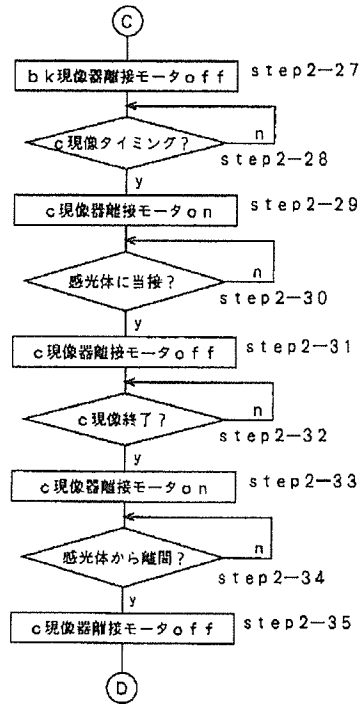 C
bk現像器離接モータoff step2-27
c現像タイミング? n
step2-28
y
c現像器離接モータon step2-29
感光体に当接? n
step2-30
y
c現像器離接モータoff step2-31
c現像終了? n
step2-32
y
c現像器離接モータon step2-33
感光体から離間? n
step2-34
y
c現像器離接モータoff step2-35
D